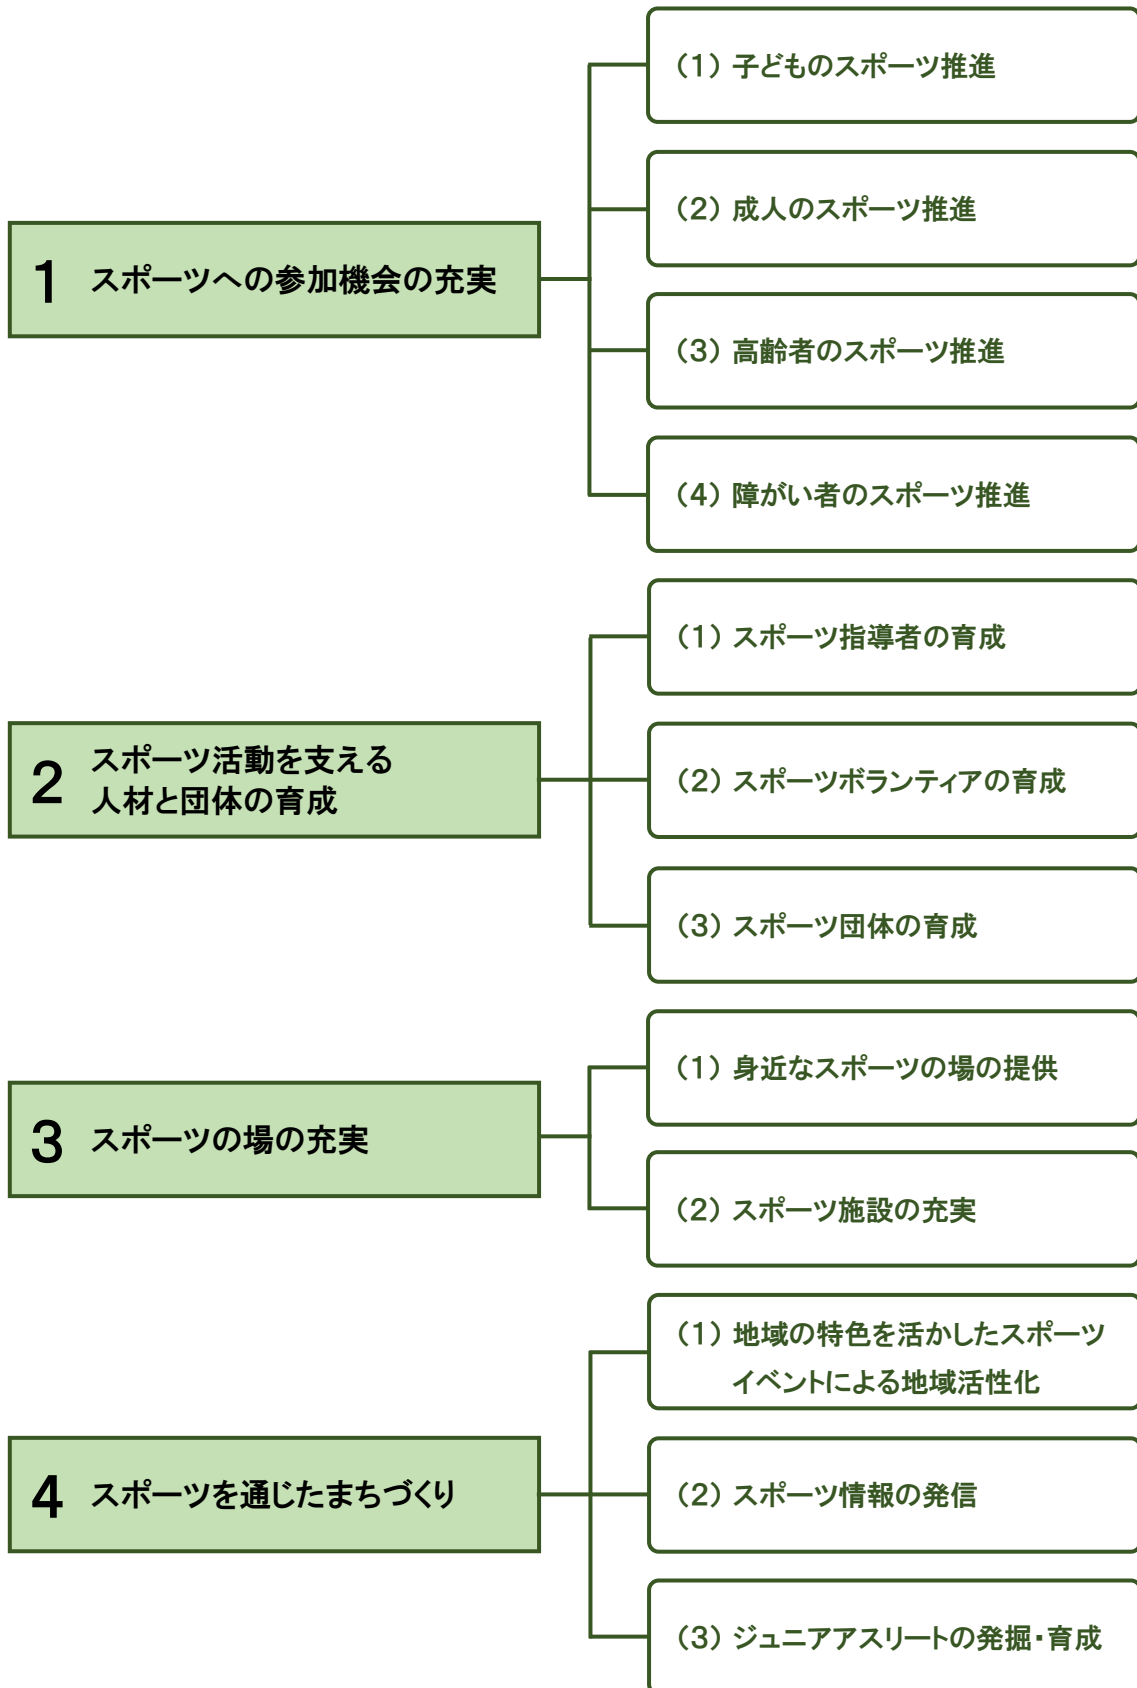 1 スポーツへの参加機会の充実
(1) 子どものスポーツ推進
(2) 成人のスポーツ推進
(3) 高齢者のスポーツ推進
(4) 障がい者のスポーツ推進
2 スポーツ活動を支える
人材と団体の育成
(1) スポーツ指導者の育成
(2) スポーツボランティアの育成
(3) スポーツ団体の育成
3 スポーツの場の充実
(1) 身近なスポーツの場の提供
(2) スポーツ施設の充実
4 スポーツを通じたまちづくり
(1) 地域の特色を活かしたスポーツ
イベントによる地域活性化
(2) スポーツ情報の発信
(3) ジュニアアスリートの発掘・育成